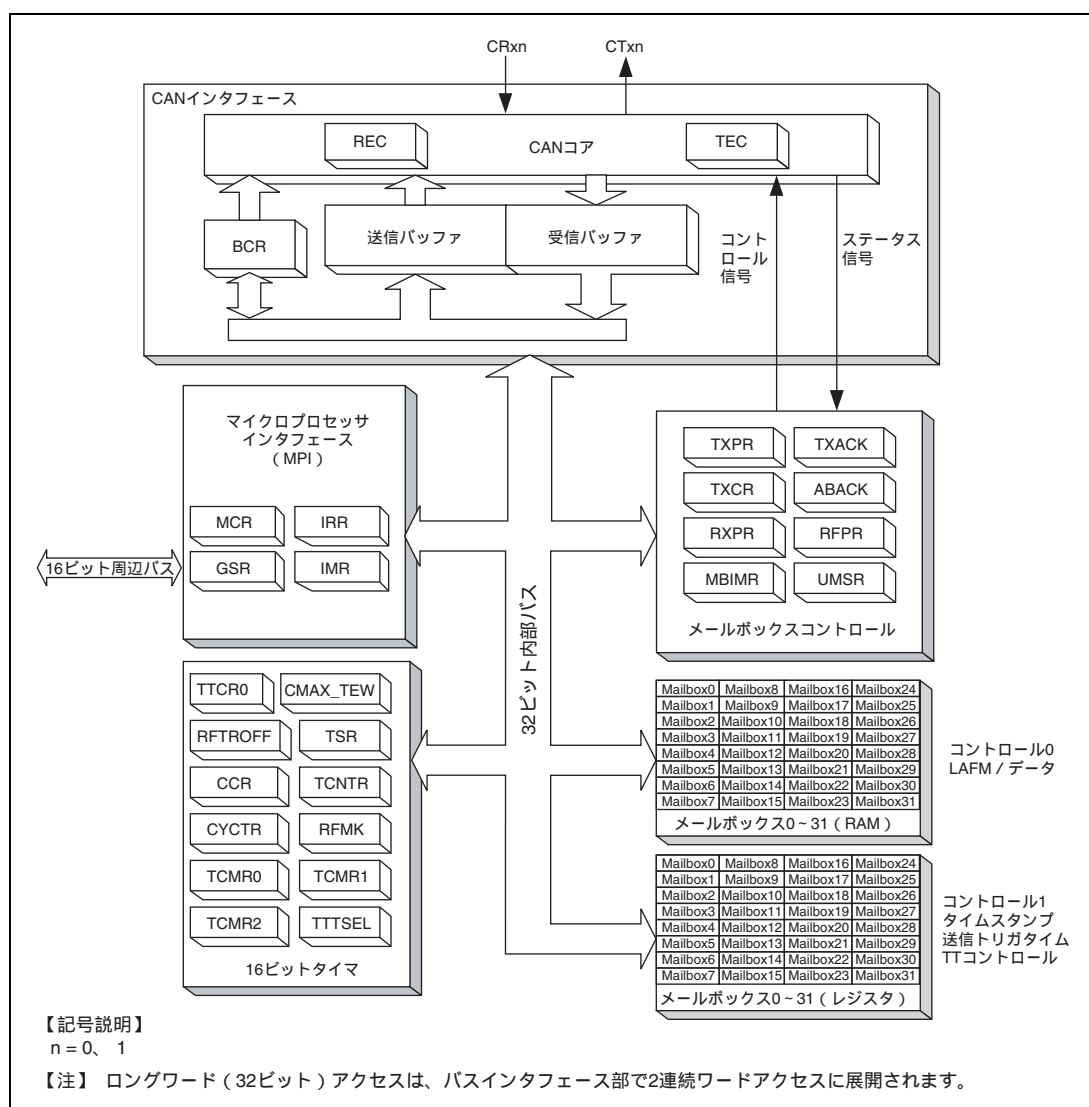 CRxn
CTxn
CANインタフェース
REC
CANコア
TEC
BCR
送信バッファ
受信バッファ
コント
ロール
信号
ステータス
信号
マイクロプロセッサ
インタフェース
(MPI)
MCR
IRR
GSR
IMR
16ビット周辺バス
32ビット内部バス
TXPR
TXACK
TXCR
ABACK
RXPR
RFPR
MBIMR
UMSR
メールボックスコントロール
TTCR0
CMAX_TEW
RFTROFF
TSR
CCR
TCNTR
CYCTR
RFMK
TCMR0
TCMR1
TCMR2
TTTSEL
16ビットタイマ
Mailbox0 Mailbox8 Mailbox16 Mailbox24
Mailbox1 Mailbox9 Mailbox17 Mailbox25
Mailbox2 Mailbox10 Mailbox18 Mailbox26
Mailbox3 Mailbox11 Mailbox19 Mailbox27
Mailbox4 Mailbox12 Mailbox20 Mailbox28
Mailbox5 Mailbox13 Mailbox21 Mailbox29
Mailbox6 Mailbox14 Mailbox22 Mailbox30
Mailbox7 Mailbox15 Mailbox23 Mailbox31
メールボックス0~31(RAM)
コントロール0
LAFM / データ
Mailbox0 Mailbox8 Mailbox16 Mailbox24
Mailbox1 Mailbox9 Mailbox17 Mailbox25
Mailbox2 Mailbox10 Mailbox18 Mailbox26
Mailbox3 Mailbox11 Mailbox19 Mailbox27
Mailbox4 Mailbox12 Mailbox20 Mailbox28
Mailbox5 Mailbox13 Mailbox21 Mailbox29
Mailbox6 Mailbox14 Mailbox22 Mailbox30
Mailbox7 Mailbox15 Mailbox23 Mailbox31
メールボックス0~31(レジスタ)
コントロール1
タイムスタンプ
送信トリガタイム
TTコントロール
【記号説明】
n = 0、 1
【注】 ロングワード(32ビット)アクセスは、バスインタフェース部で2連続ワードアクセスに展開されます。